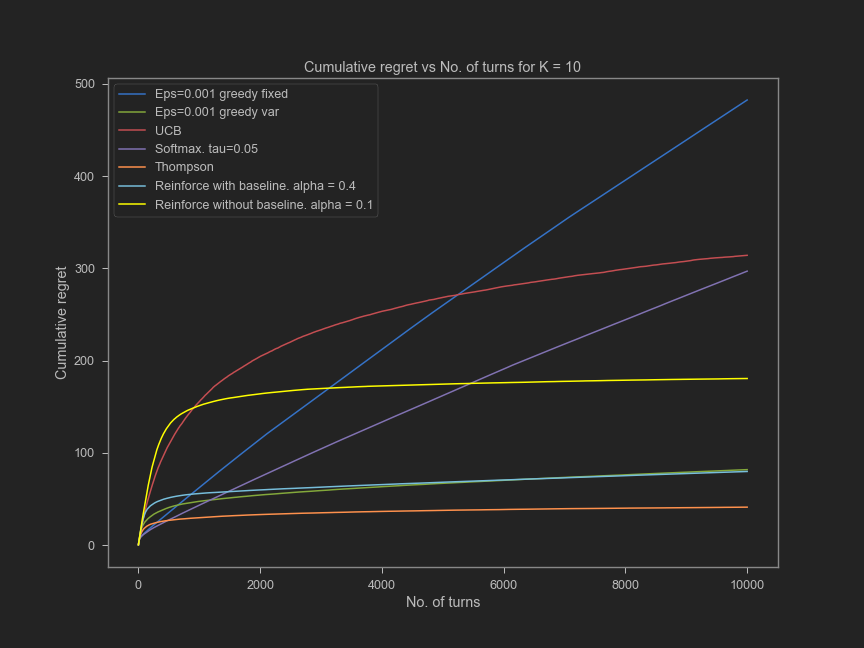 Cumulative regret vs No. of turns for K = 10
500
400
300
200
100
0
Cumulative regret
Eps=0.001 greedy fixed
Eps=0.001 greedy var
UCB
Softmax. tau=0.05
Thompson
Reinforce with baseline. alpha = 0.4
Reinforce without baseline. alpha = 0.1
0 2000 4000 6000 8000 10000
No. of turns